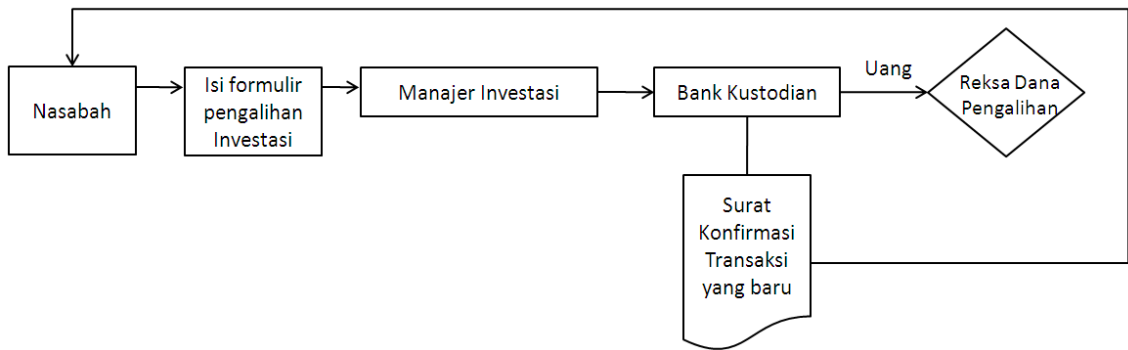 Nasabah
Isi formulir
pengalihan
Investasi
Manajer Investasi
Bank Kustodian
Uang
Reksa Dana
Pengalihan
Surat
Konfirmasi
Transaksi
yang baru